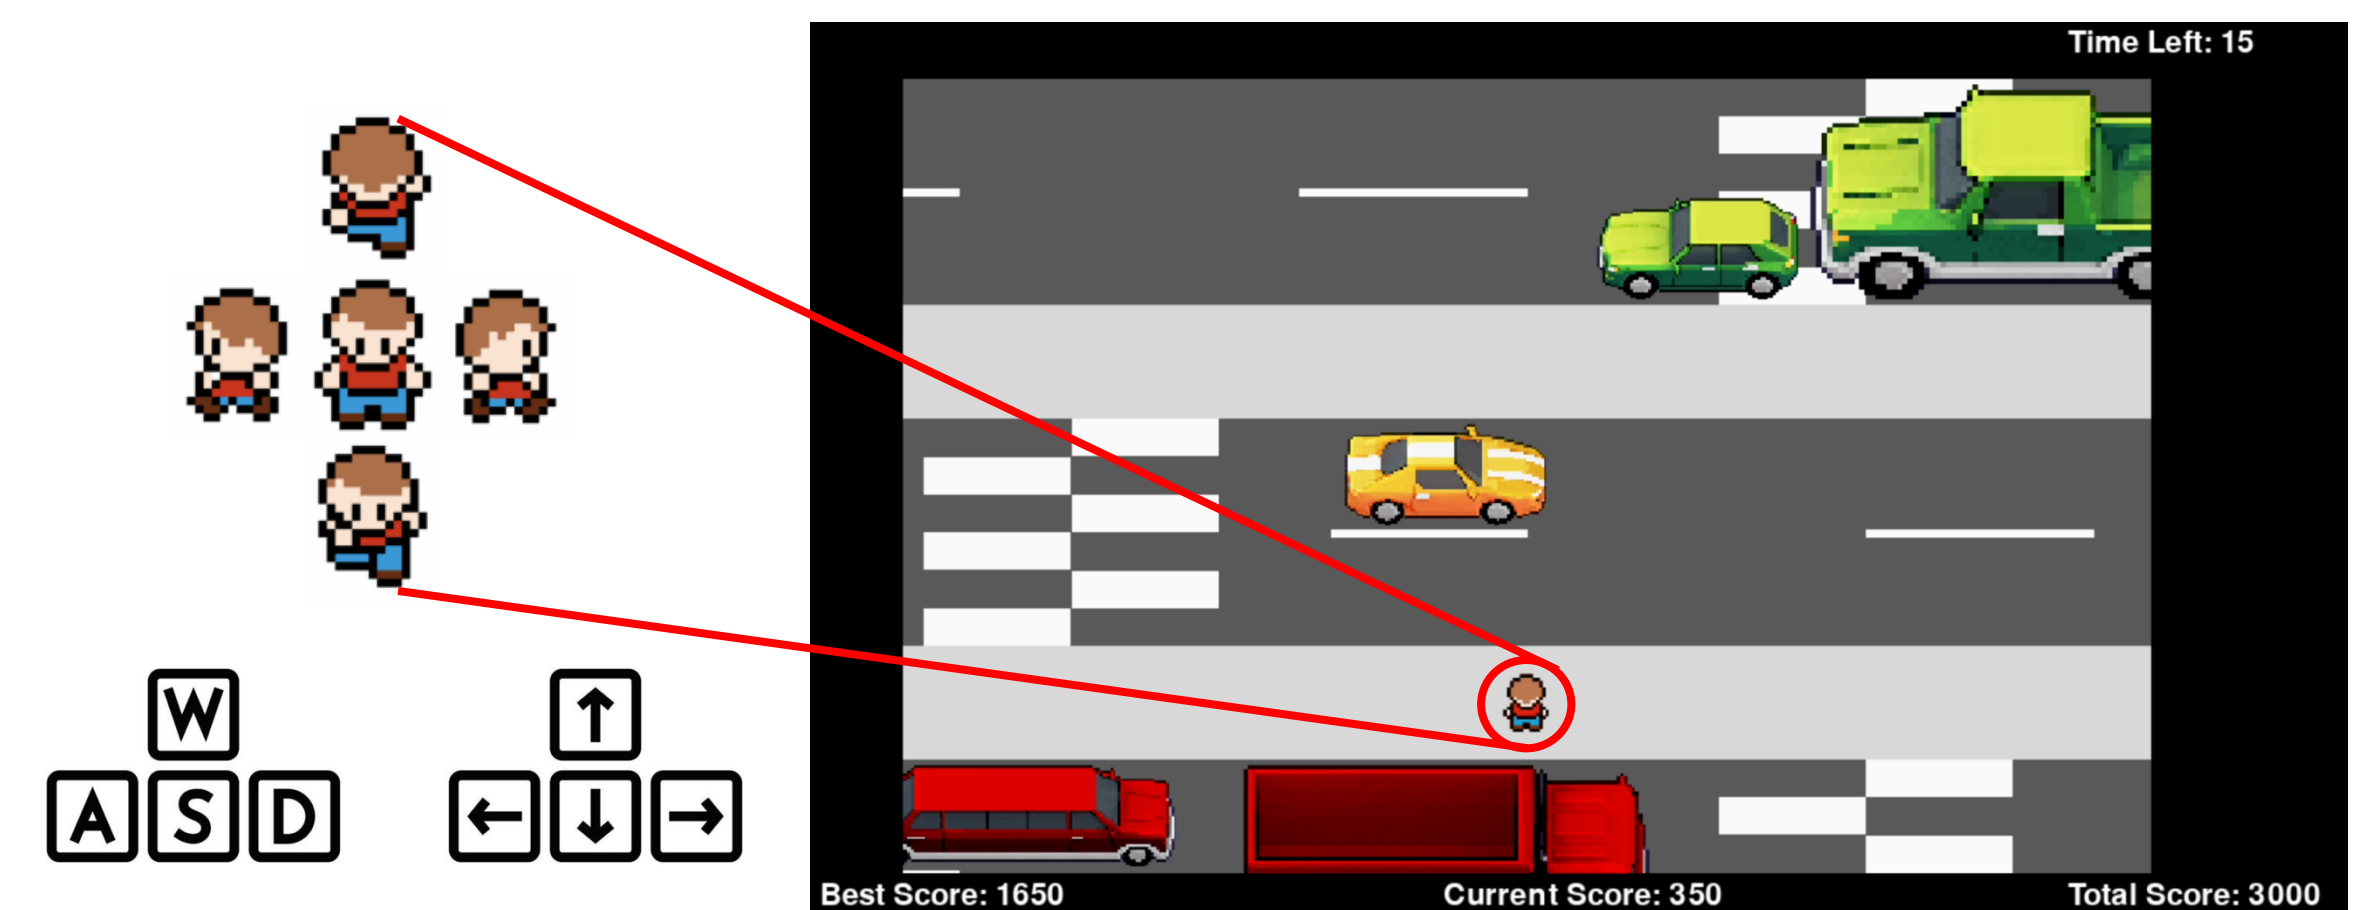 Time Left: 15
W ↑
A S D ← ↓ →
Best Score: 1650 Current Score: 350 Total Score: 3000